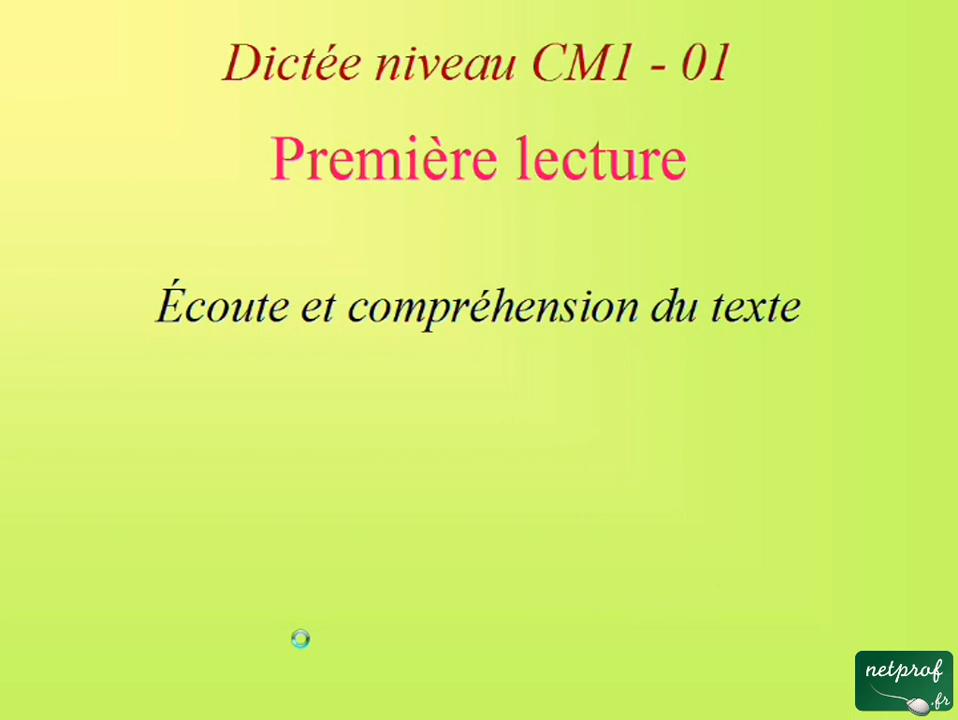 Dictée niveau CM1 - 01
Première lecture
Écoute et compréhension du texte
netprof
.fr